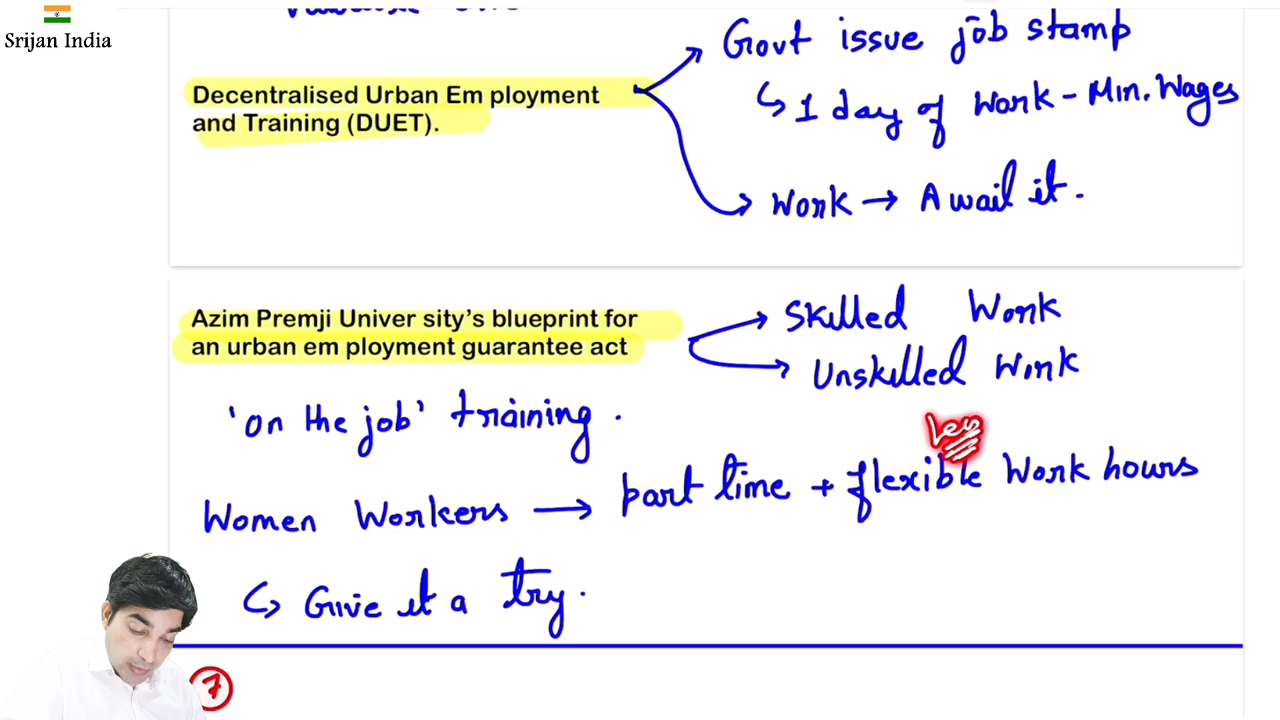 Srijan India
Govt issue job stamp
Decentralised Urban Em ployment
and Training (DUET).
↳ 1 day of work - Min. Wages
Work → Avail it.
Azim Premji Univer sity's blueprint for
an urban em ployment guarantee act
Skilled Work
Unskilled Work
'on the job' training.
Less
Women Workers → part time + flexible Work hours
↳ Give it a try.
7